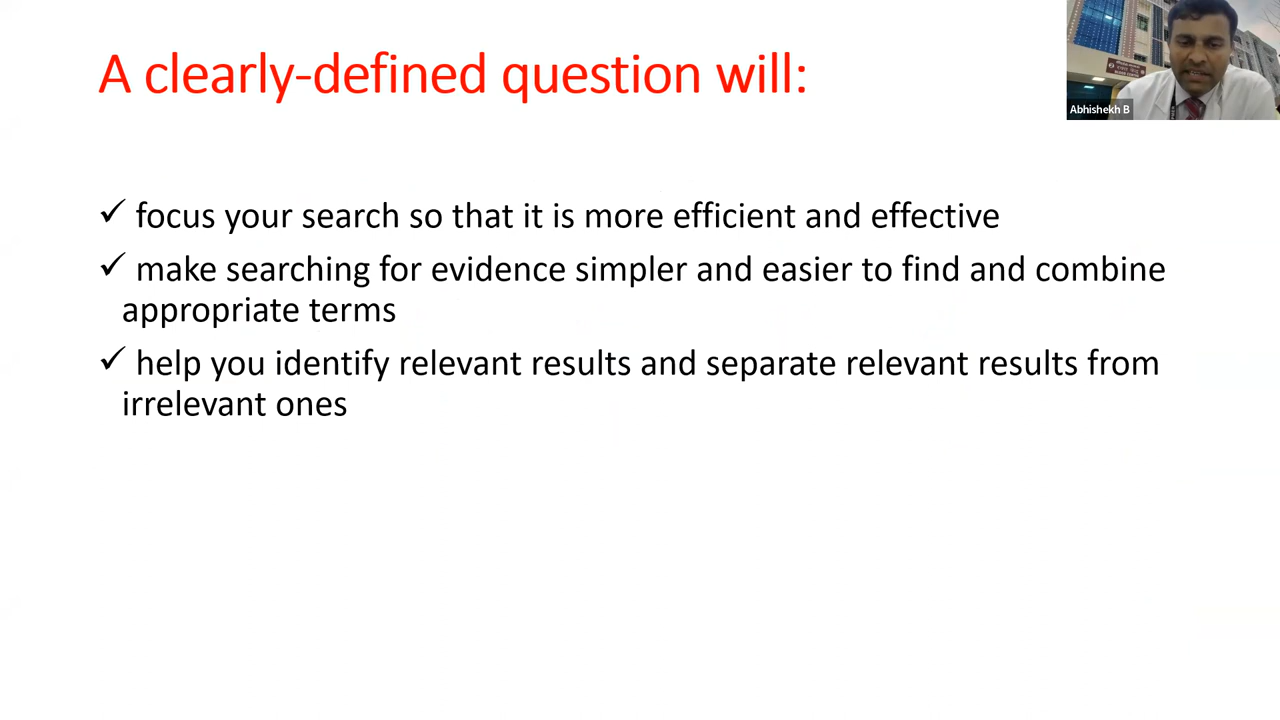 A clearly-defined question will:
Abhishekh B
✓ focus your search so that it is more efficient and effective
✓ make searching for evidence simpler and easier to find and combine
appropriate terms
✓ help you identify relevant results and separate relevant results from
irrelevant ones